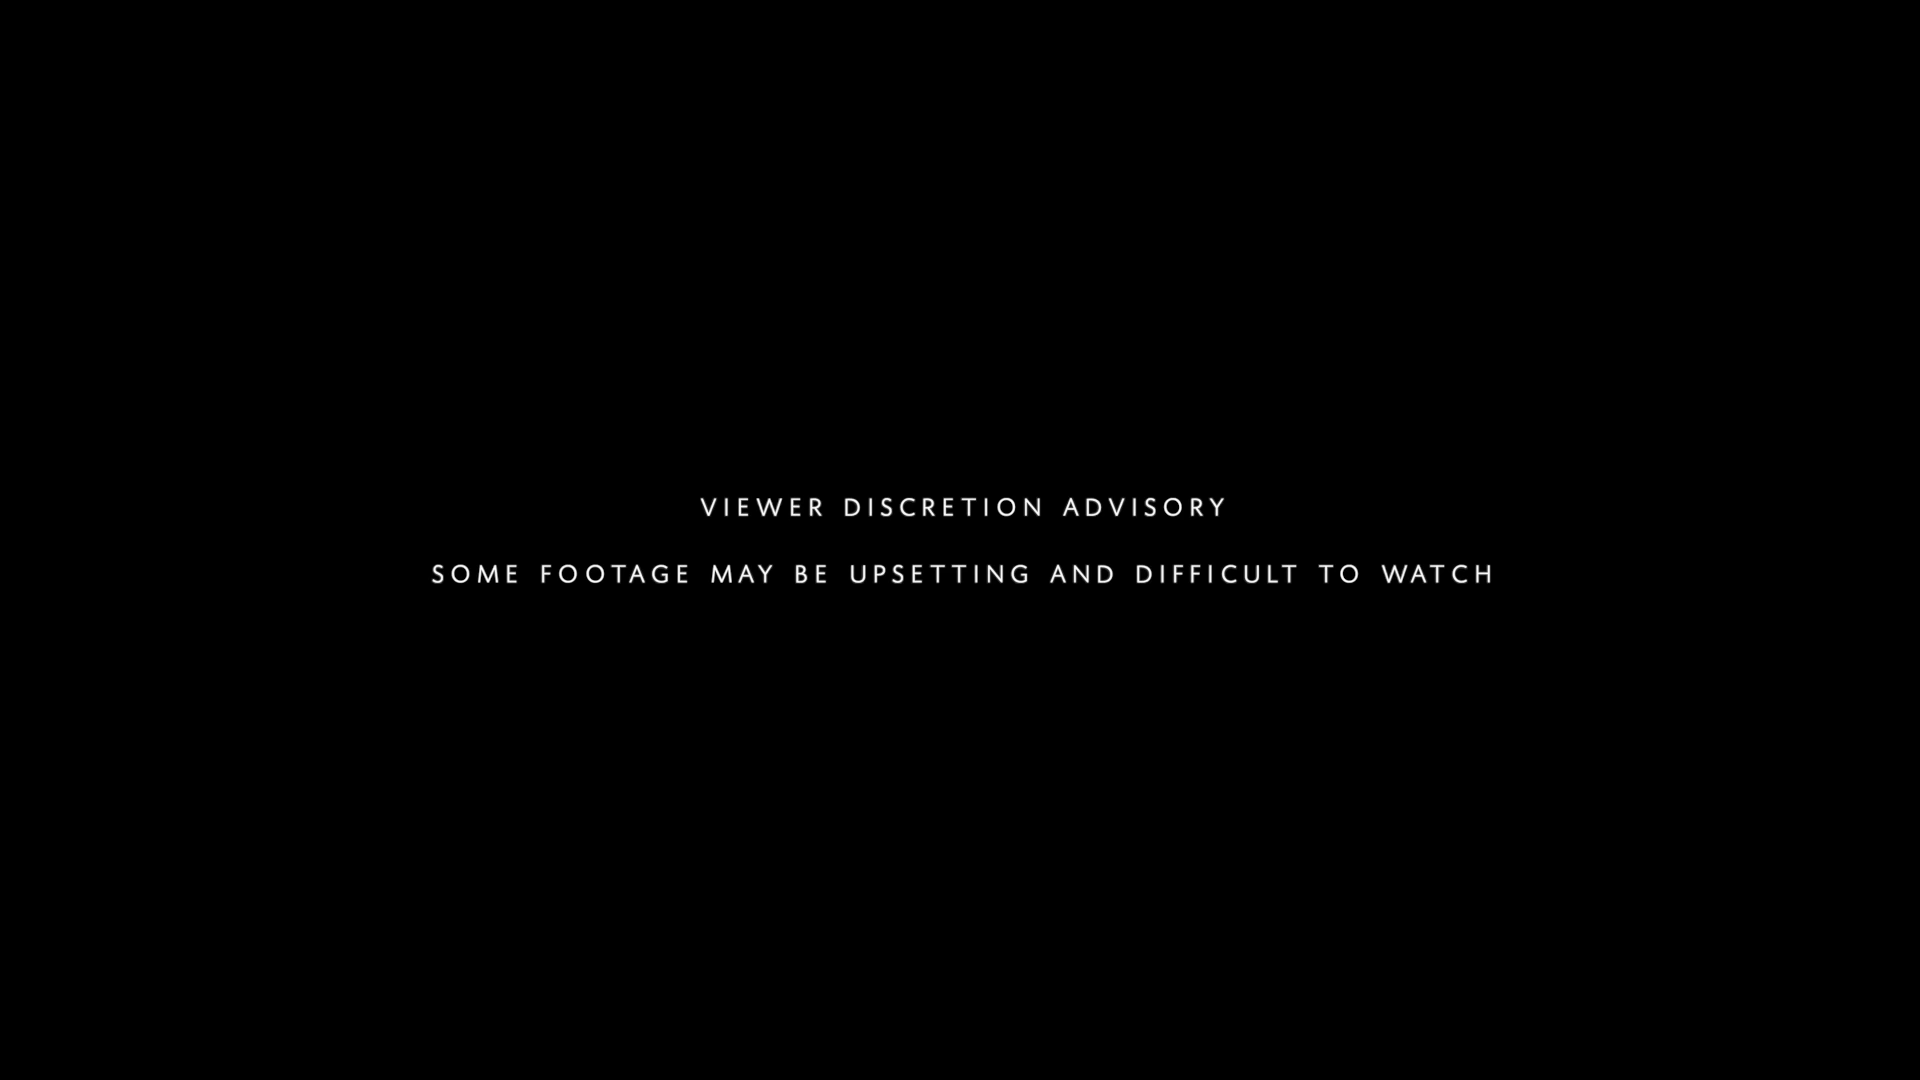 VIEWER DISCRETION ADVISORY
SOME FOOTAGE MAY BE UPSETTING AND DIFFICULT TO WATCH